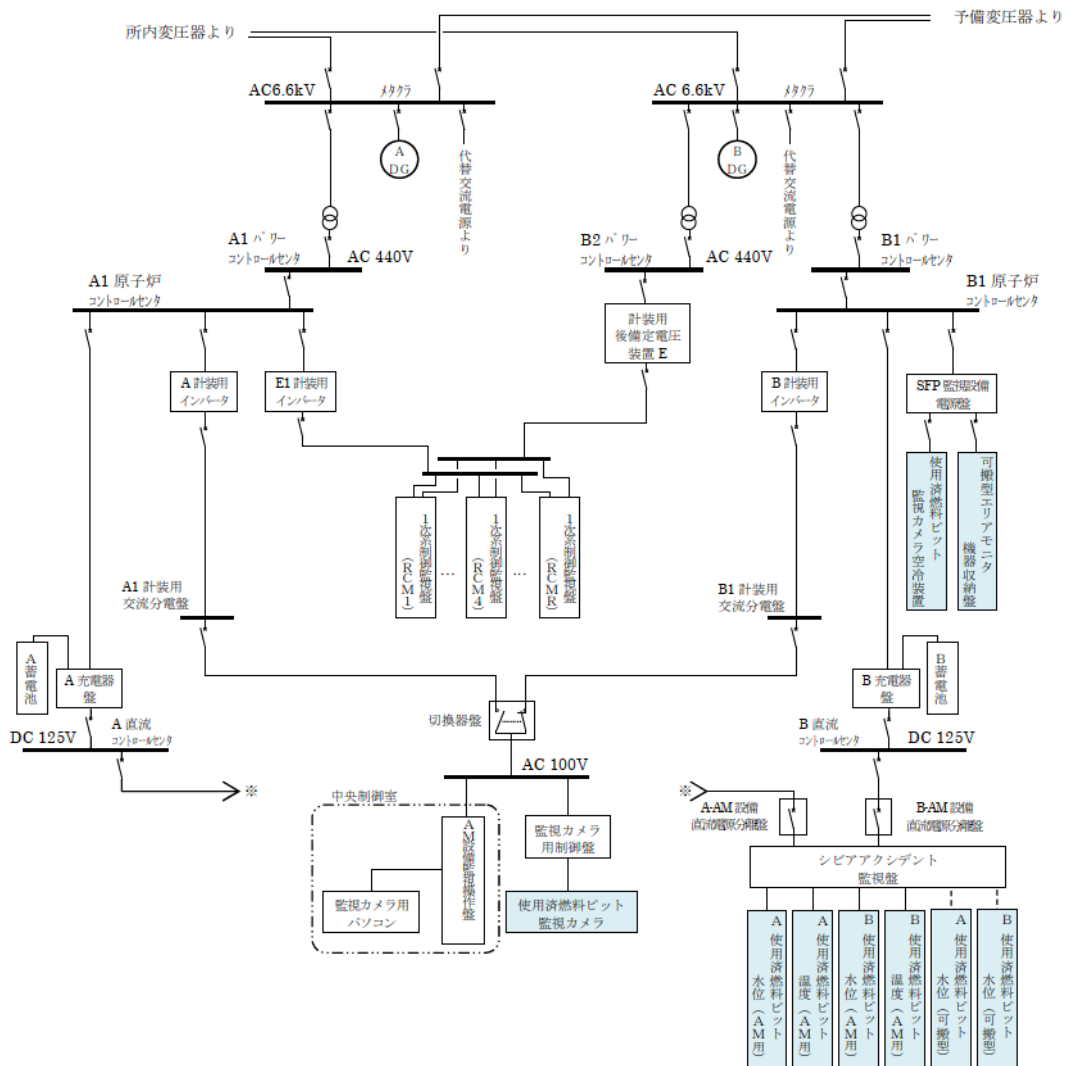 所内変圧器より
予備変圧器より
AC6.6kV
メタクラ
AC 6.6kV
メタクラ
A
DG
代替交流電源より
B
DG
代替交流電源より
A1 パワー
コントロールセンタ
AC 440V
B2 パワー
コントロールセンタ
AC 440V
B1 パワー
コントロールセンタ
A1 原子炉
コントロールセンタ
B1 原子炉
コントロールセンタ
計装用
後備定電圧
装置 E
A 計装用
インバータ
E1 計装用
インバータ
B 計装用
インバータ
SFP 監視設備
電源盤
使用済燃料ピット
監視カメラ空冷装置
可搬型エリアモニタ
機器収納盤
1次系制御監視盤
(RCM1)
…
1次系制御監視盤
(RCM4)
…
1次系制御監視盤
(RCMR)
A1 計装用
交流分電盤
B1 計装用
交流分電盤
A蓄電池
A 充電器
盤
B 充電器
盤
B蓄電池
切換器盤
DC 125V
A 直流
コントロールセンタ
B 直流
コントロールセンタ
DC 125V
AC 100V
※
※
A-AM 設備
直流電源分離盤
B-AM 設備
直流電源分離盤
中央制御室
AM設備監視操作盤
監視カメラ用
パソコン
監視カメラ
用制御盤
使用済燃料ピット
監視カメラ
シビアアクシデント
監視盤
A 使用済燃料ピット
水位(AM用)
A 使用済燃料ピット
温度(AM用)
B 使用済燃料ピット
水位(AM用)
B 使用済燃料ピット
温度(AM用)
A 使用済燃料ピット
水位(可搬型)
B 使用済燃料ピット
水位(可搬型)